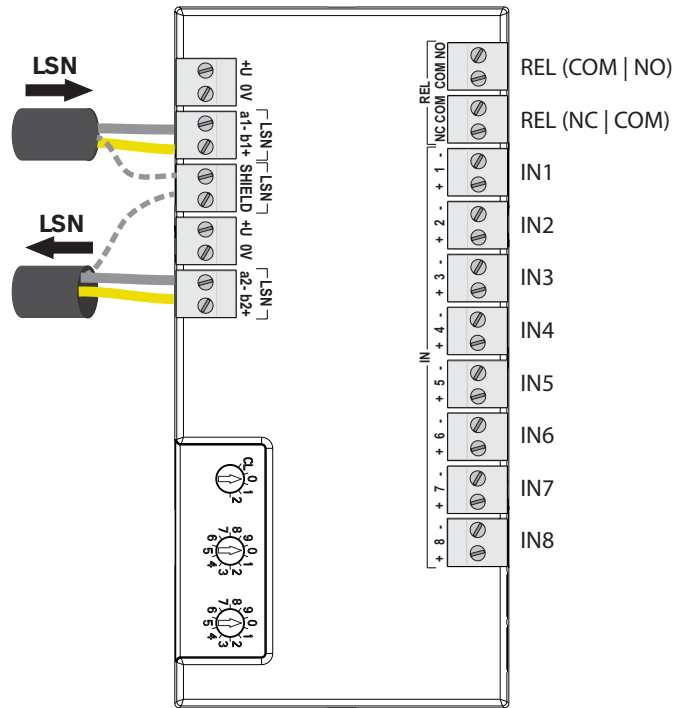 LSN
LSN
+U 0V
a1- b1+
LSN
SHIELD
LSN
+U 0V
a2- b2+
LSN
CL 0 1 2
0 1 2 3 4 5 6 7 8 9
0 1 2 3 4 5 6 7 8 9
REL
COM NO
NC COM
IN
+ 1 -
+ 2 -
+ 3 -
+ 4 -
+ 5 -
+ 6 -
+ 7 -
+ 8 -
REL (COM | NO)
REL (NC | COM)
IN1
IN2
IN3
IN4
IN5
IN6
IN7
IN8